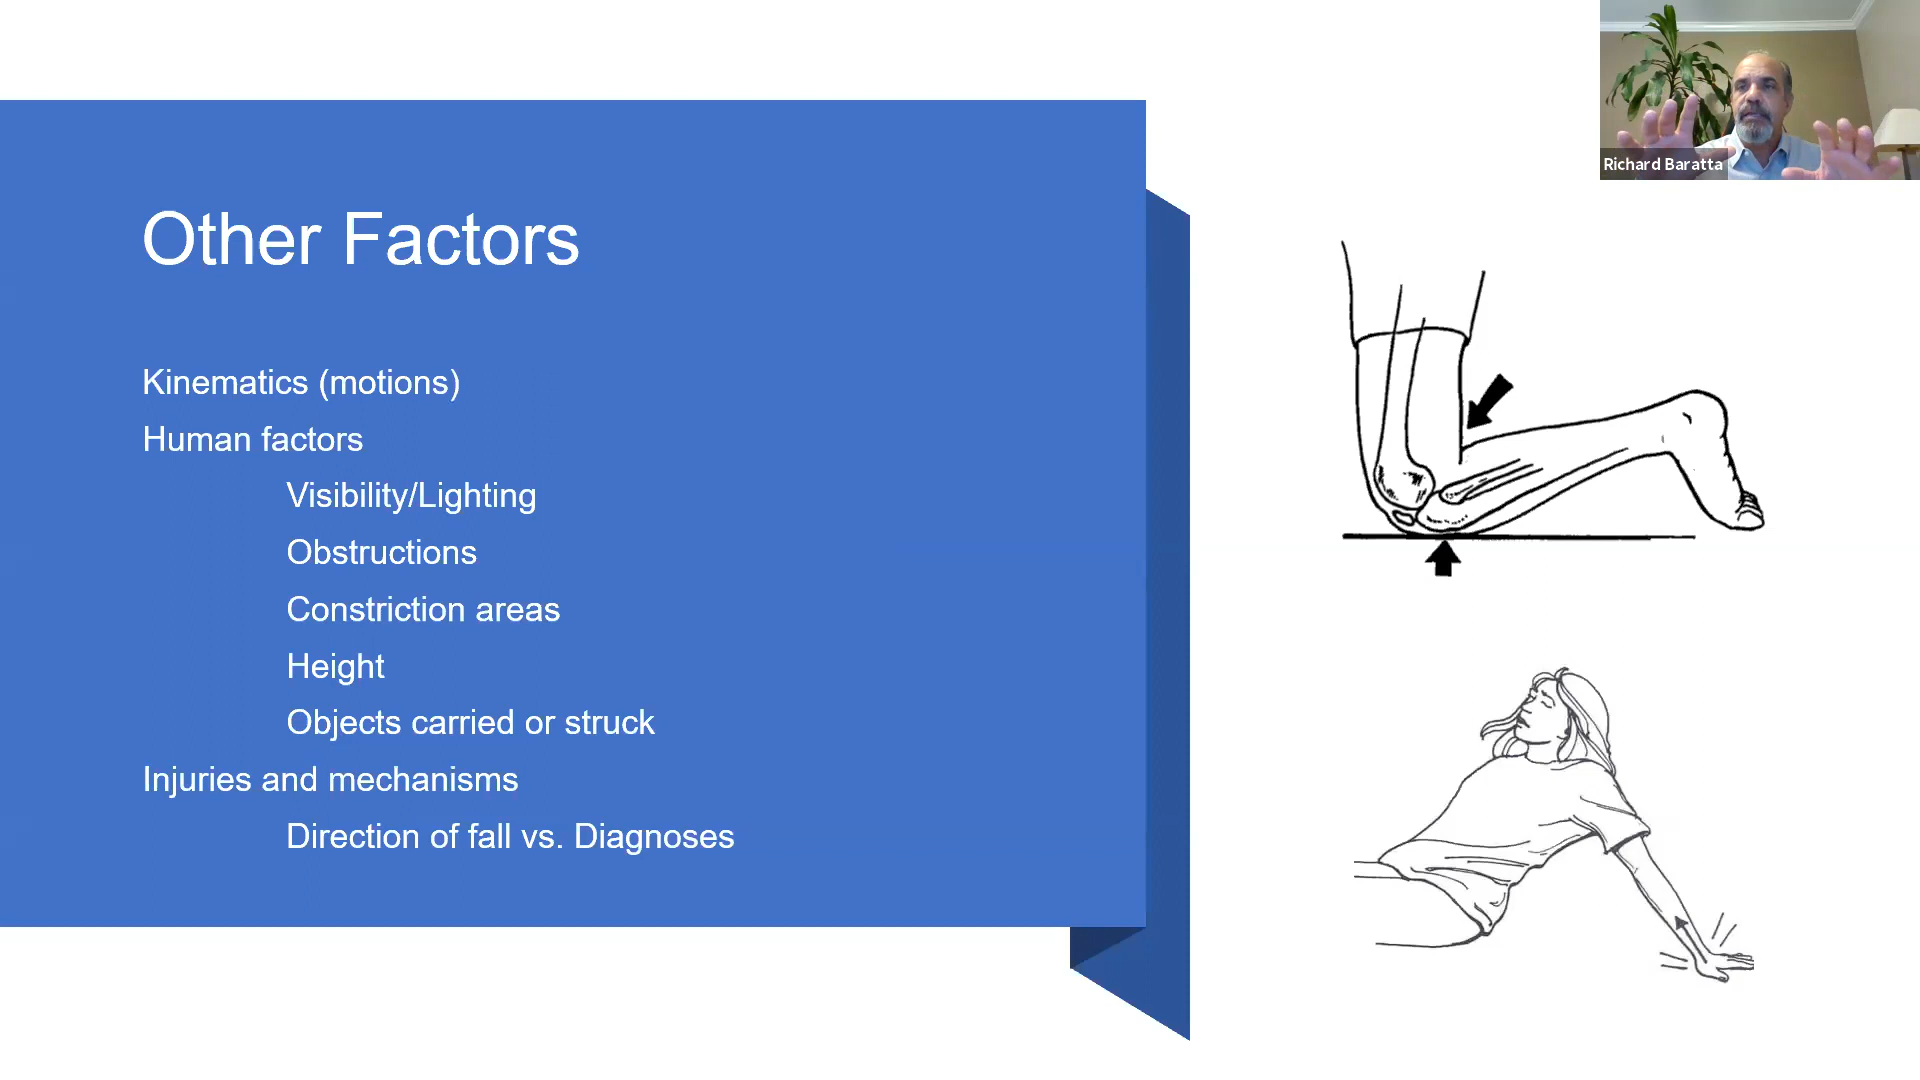 Richard Baratta
Other Factors
Kinematics (motions)
Human factors
Visibility/Lighting
Obstructions
Constriction areas
Height
Objects carried or struck
Injuries and mechanisms
Direction of fall vs. Diagnoses